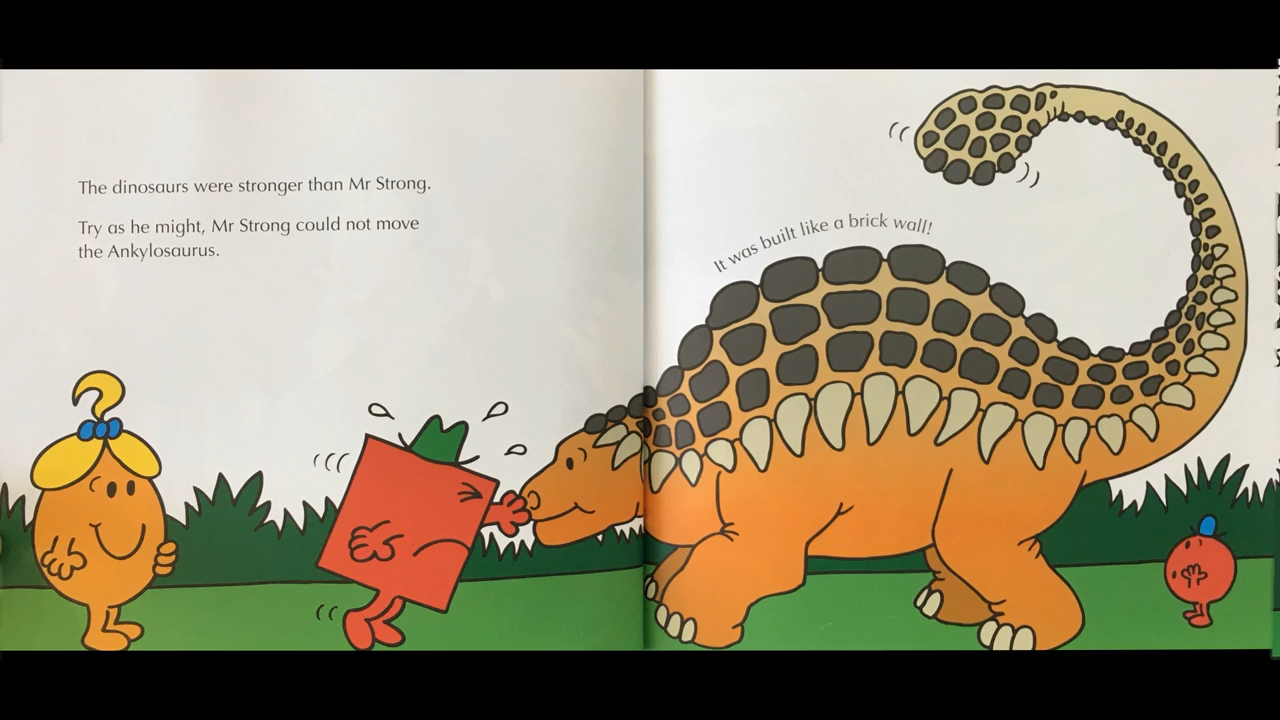 The dinosaurs were stronger than Mr Strong.
Try as he might, Mr Strong could not move
the Ankylosaurus.
It was built like a brick wall!